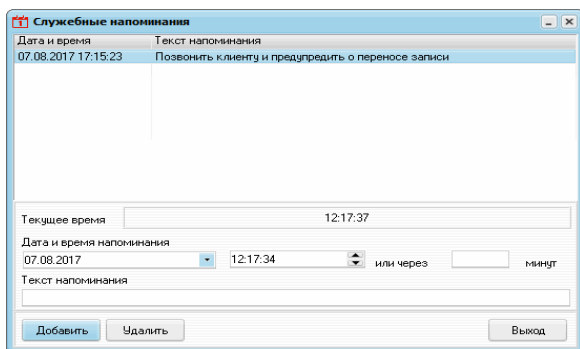 Служебные напоминания
Дата и время Текст напоминания
07.08.2017 17:15:23 Позвонить клиенту и предупредить о переносе записи
Текущее время 12:17:37
Дата и время напоминания
07.08.2017 12:17:34 или через минут
Текст напоминания
Добавить Удалить Выход